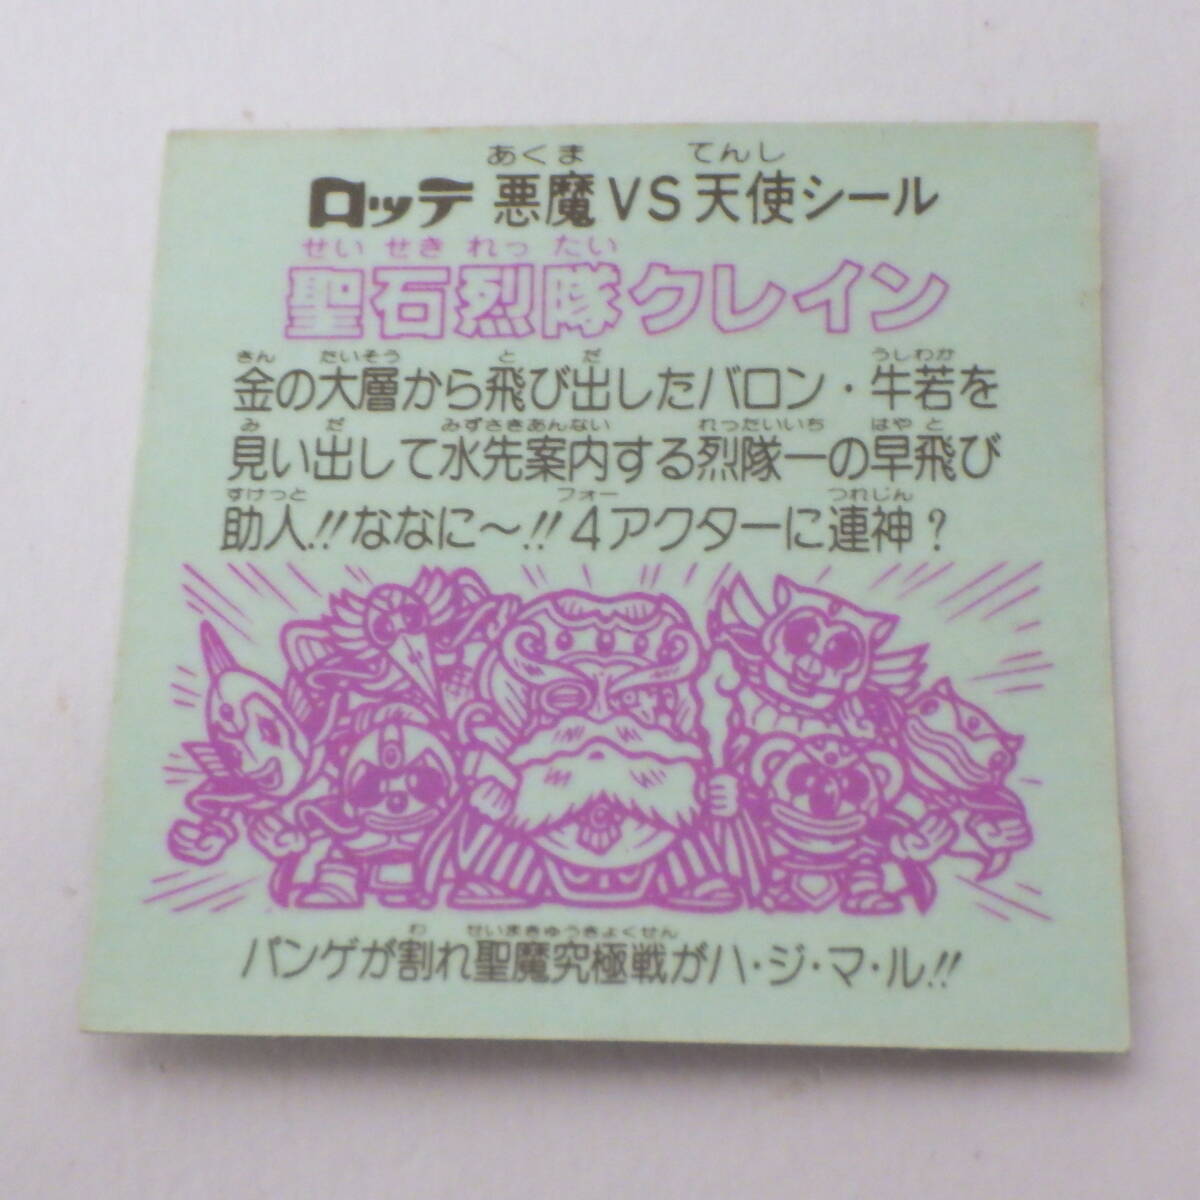 あくま てんし
ロッテ 悪魔VS天使シール
せい せき れっ たい
聖石烈隊クレイン
きん たいそう と だ うしわか
金の大層から飛び出したバロン・牛若を
み だ みずさきあんない れったいいち はやと
見い出して水先案内する烈隊一の早飛び
すけっと フォー つれじん
助人!!ななに〜!!4アクターに連神?
わ せいまきゅうきょくせん
パンゲが割れ聖魔究極戦がハ・ジ・マ・ル!!